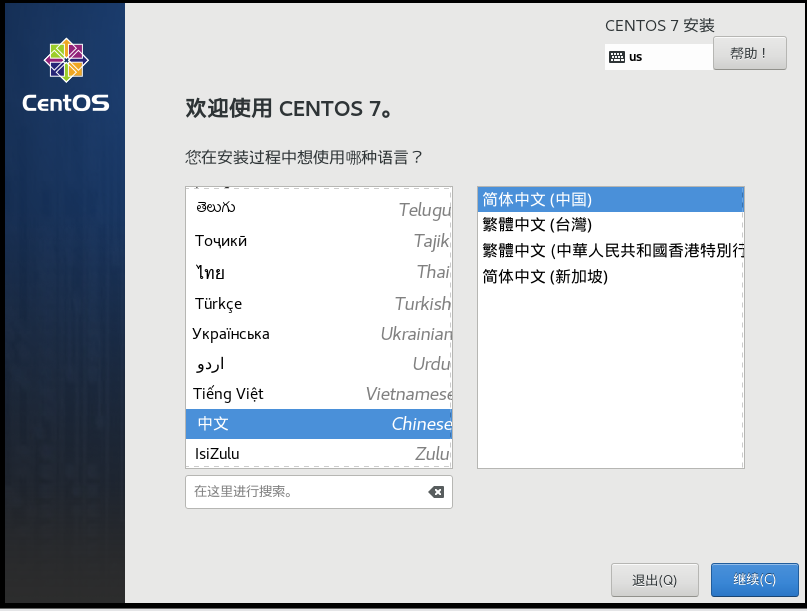 CentOS
CENTOS 7 安装
us
帮助！
欢迎使用 CENTOS 7。
您在安装过程中想使用哪种语言？
తెలుగు Telugu
Тоҷикӣ Tajik
ไทย Thai
Türkçe Turkish
Українська Ukrainian
اردو Urdu
Tiếng Việt Vietnamese
中文 Chinese
IsiZulu Zulu
简体中文 (中国)
繁體中文 (台灣)
繁體中文 (中華人民共和國香港特別行
简体中文 (新加坡)
在这里进行搜索。
退出(Q)
继续(C)